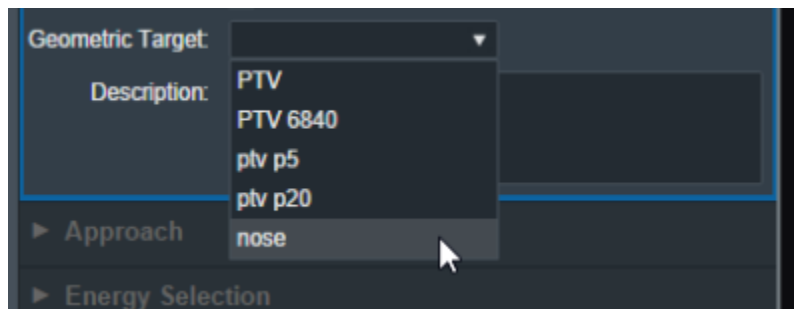 Geometric Target:
Description:
PTV
PTV 6840
ptv p5
ptv p20
nose
Approach
Energy Selection